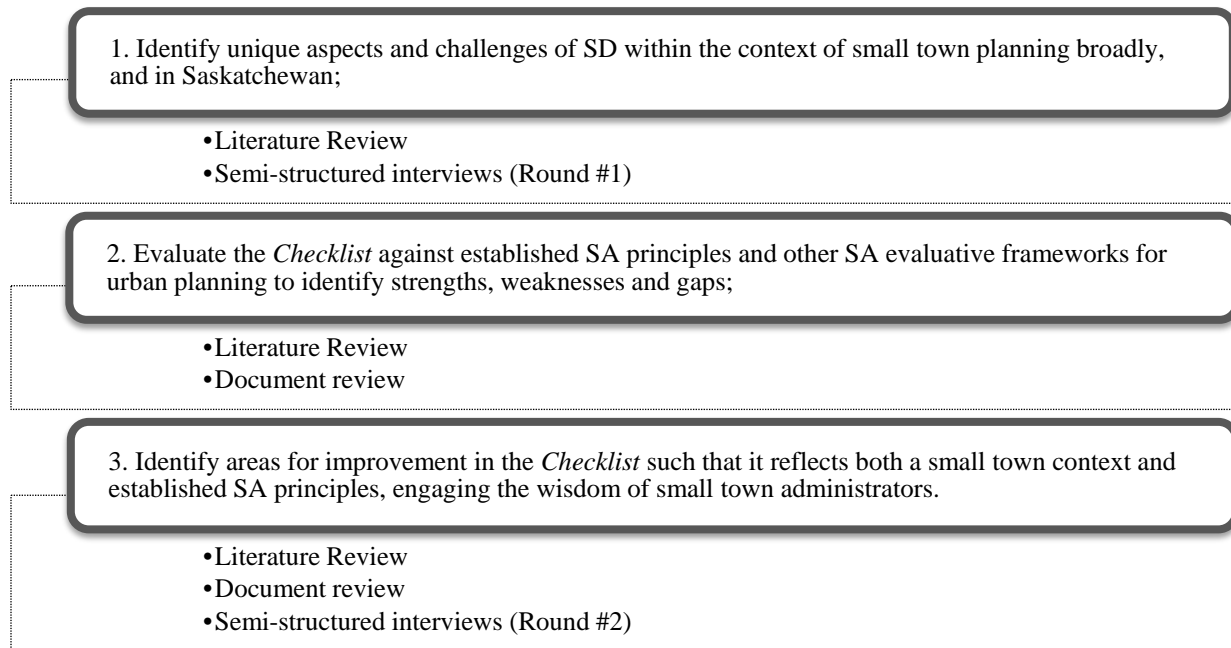 1. Identify unique aspects and challenges of SD within the context of small town planning broadly,
and in Saskatchewan;
•Literature Review
•Semi-structured interviews (Round #1)
2. Evaluate the Checklist against established SA principles and other SA evaluative frameworks for
urban planning to identify strengths, weaknesses and gaps;
•Literature Review
•Document review
3. Identify areas for improvement in the Checklist such that it reflects both a small town context and
established SA principles, engaging the wisdom of small town administrators.
•Literature Review
•Document review
•Semi-structured interviews (Round #2)